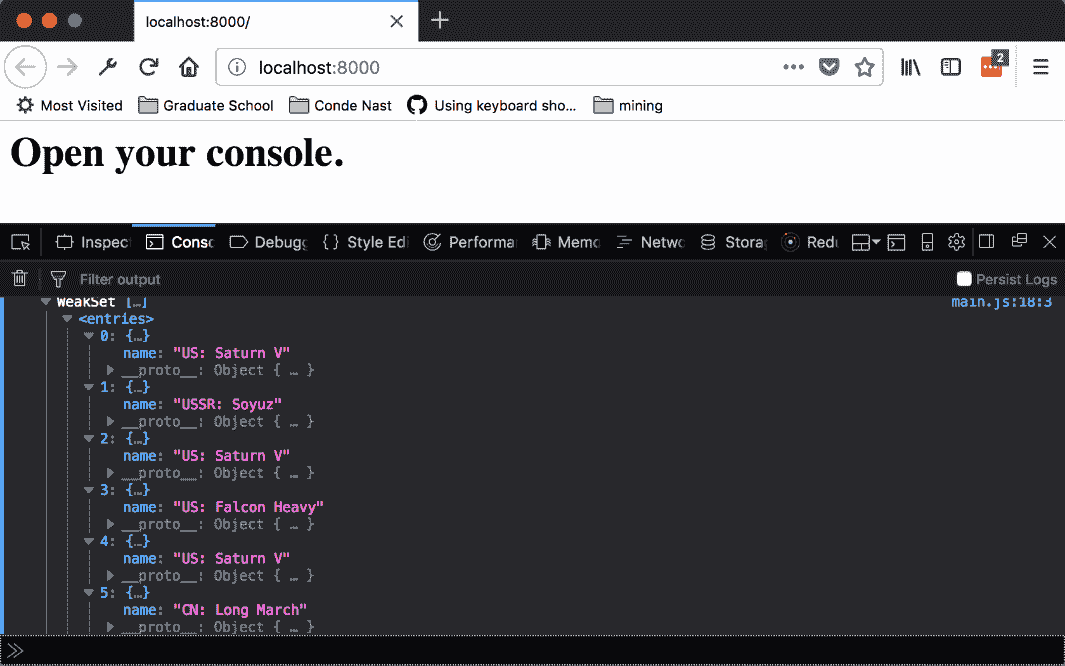 localhost:8000/
localhost:8000
2
Most Visited Graduate School Conde Nast Using keyboard sho... mining
Open your console.
Inspec Conso Debugg {} Style Edi Performa Memo Netwo Stora Redu
Filter output Persist Logs
WeakSet […] main.js:18:3
<entries>
0: {…}
name: "US: Saturn V"
__proto__: Object { … }
1: {…}
name: "USSR: Soyuz"
__proto__: Object { … }
2: {…}
name: "US: Saturn V"
__proto__: Object { … }
3: {…}
name: "US: Falcon Heavy"
__proto__: Object { … }
4: {…}
name: "US: Saturn V"
__proto__: Object { … }
5: {…}
name: "CN: Long March"
__proto__: Object { … }